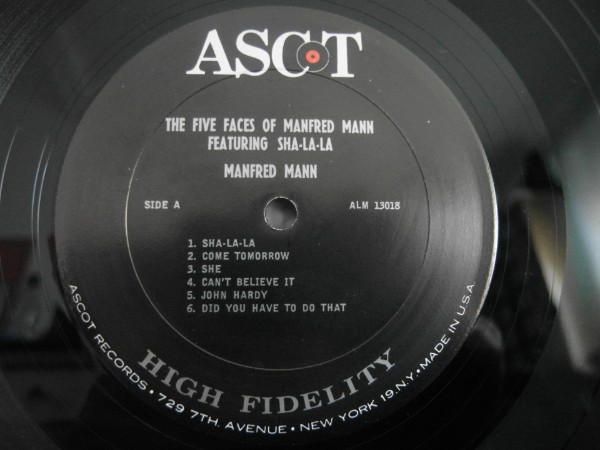 ASCOT
THE FIVE FACES OF MANFRED MANN
FEATURING SHA-LA-LA
MANFRED MANN
SIDE A
ALM 13018
1. SHA-LA-LA
2. COME TOMORROW
3. SHE
4. CAN'T BELIEVE IT
5. JOHN HARDY
6. DID YOU HAVE TO DO THAT
HIGH FIDELITY
ASCOT RECORDS • 729 7TH. AVENUE • NEW YORK 19.N.Y. • MADE IN U.S.A.